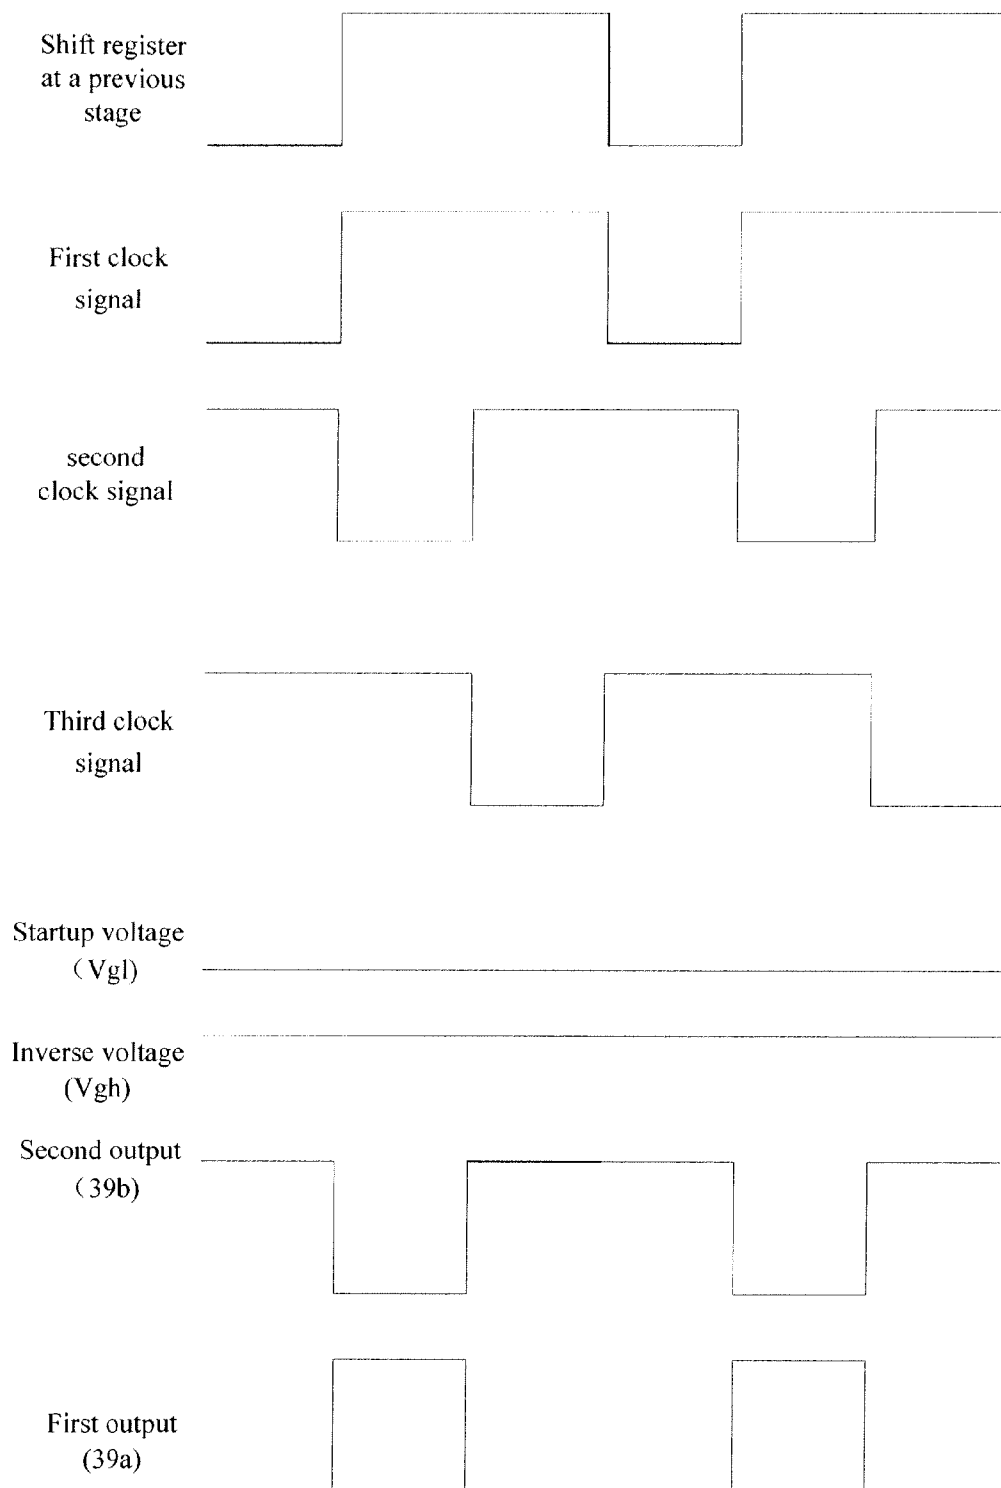 Shift register
at a previous
stage
First clock
signal
second
clock signal
Third clock
signal
Startup voltage
（Vgl)
Inverse voltage
(Vgh)
Second output
（39b)
First output
(39a)